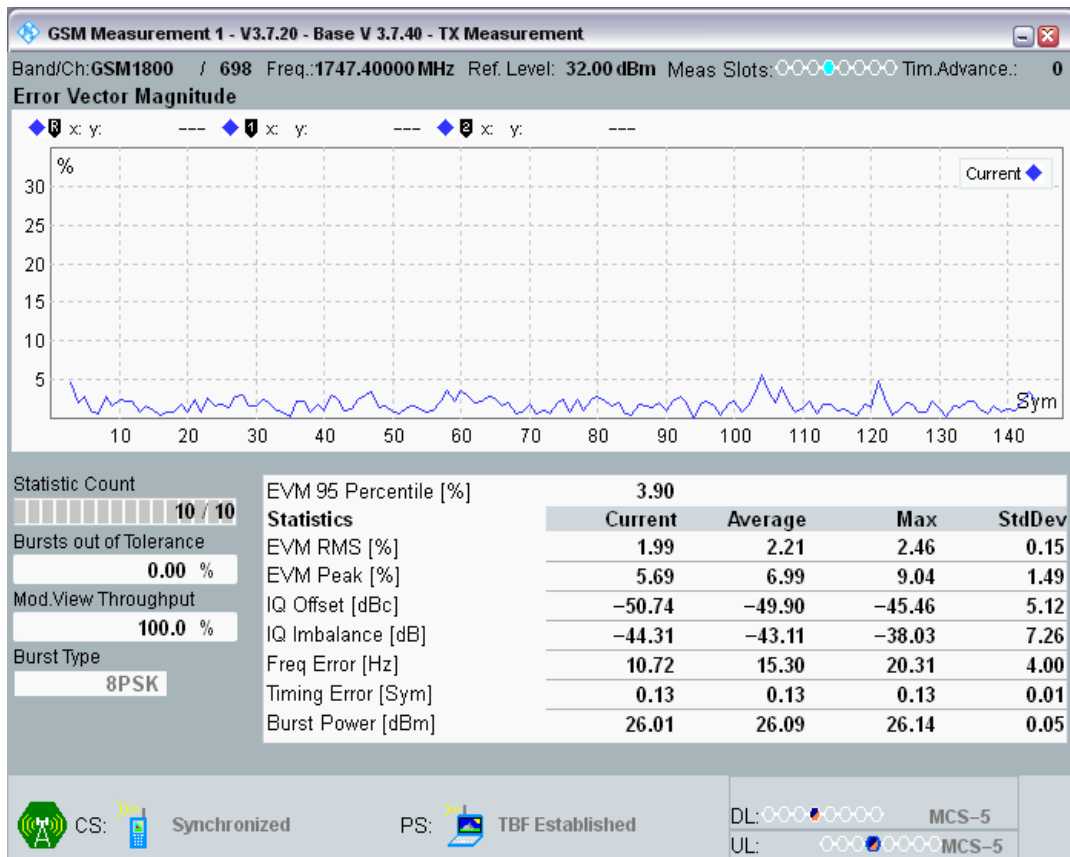 GSM Measurement 1 - V3.7.20 - Base V 3.7.40 - TX Measurement
Band/Ch:GSM1800 / 698 Freq.:1747.40000 MHz Ref. Level: 32.00 dBm Meas Slots: Tim.Advance.: 0
Error Vector Magnitude
R x: y: --- 1 x: y: --- 2 x: y: ---
%
Current
30
25
20
15
10
5
Sym
10 20 30 40 50 60 70 80 90 100 110 120 130 140
Statistic Count
10 / 10
Bursts out of Tolerance
0.00 %
Mod.View Throughput
100.0 %
Burst Type
8PSK
EVM 95 Percentile [%] 3.90
Statistics Current Average Max StdDev
EVM RMS [%] 1.99 2.21 2.46 0.15
EVM Peak [%] 5.69 6.99 9.04 1.49
IQ Offset [dBc] −50.74 −49.90 −45.46 5.12
IQ Imbalance [dB] −44.31 −43.11 −38.03 7.26
Freq Error [Hz] 10.72 15.30 20.31 4.00
Timing Error [Sym] 0.13 0.13 0.13 0.01
Burst Power [dBm] 26.01 26.09 26.14 0.05
CS: Synchronized PS: TBF Established
DL: MCS−5
UL: MCS−5